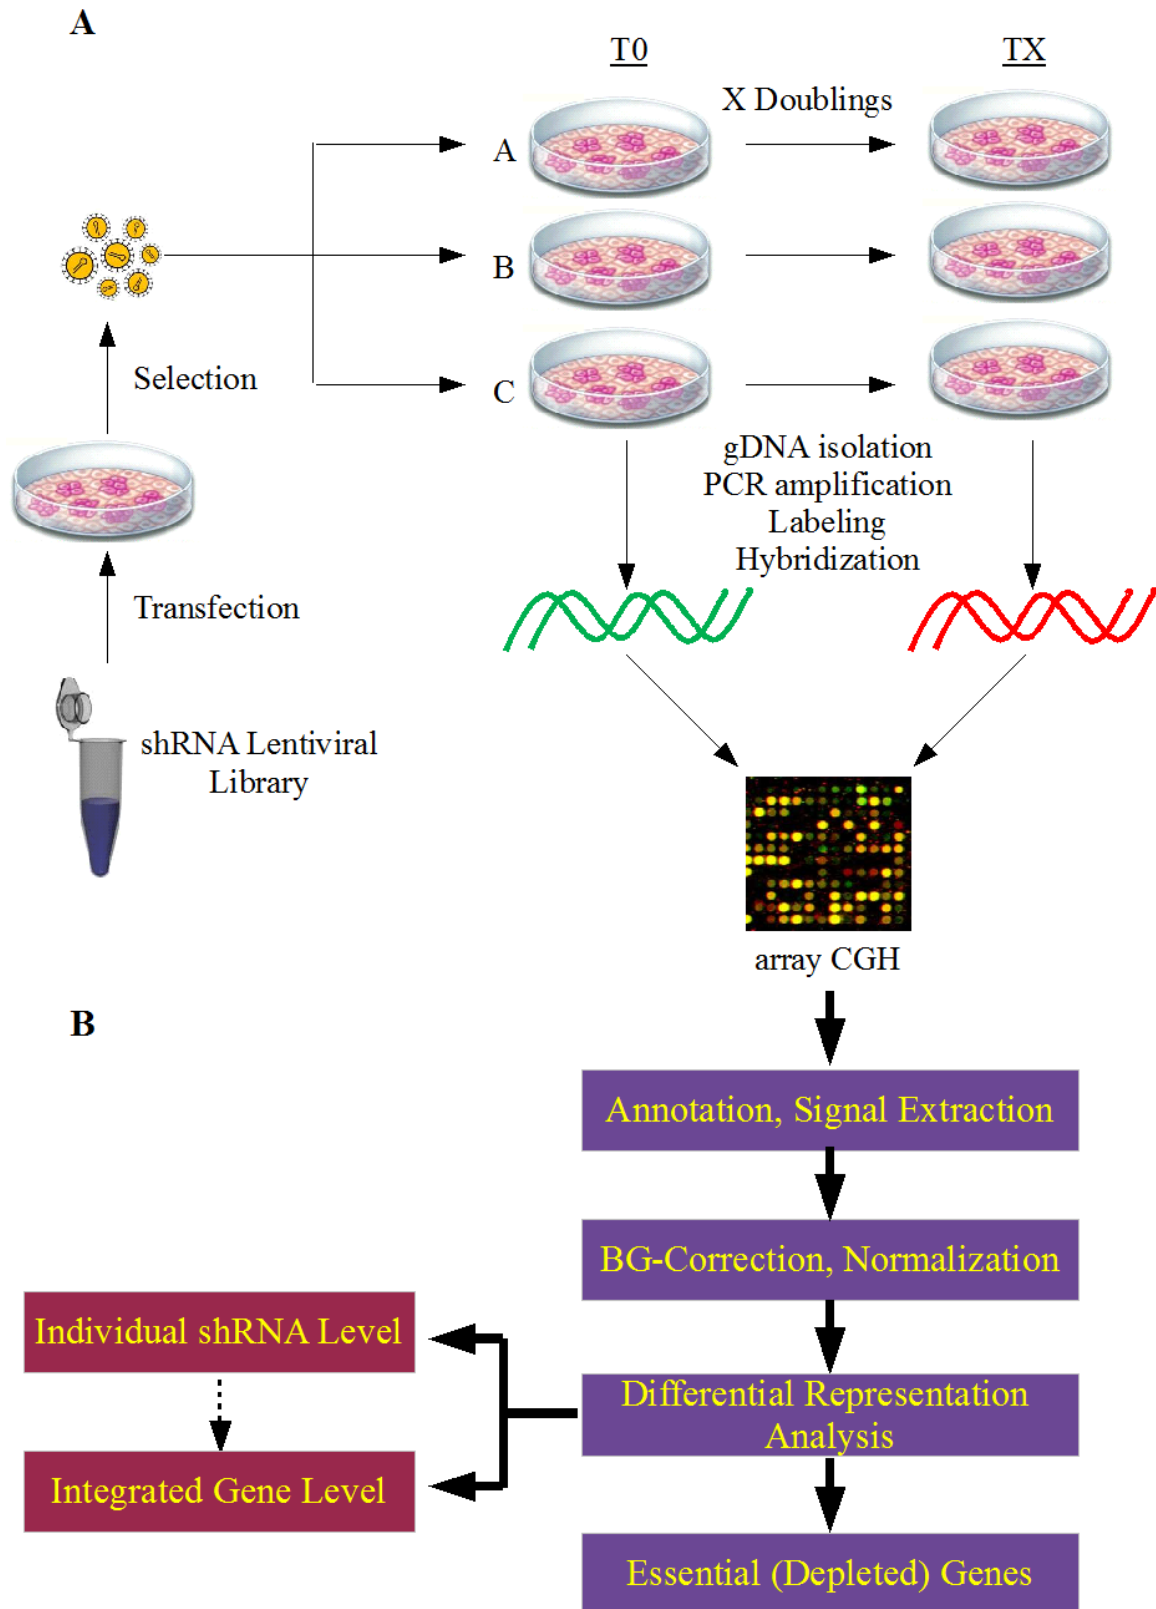 A
T0
TX
X Doublings
A
B
C
Selection
gDNA isolation
PCR amplification
Labeling
Hybridization
Transfection
shRNA Lentiviral
Library
array CGH
B
Annotation, Signal Extraction
BG-Correction, Normalization
Individual shRNA Level
Differential Representation
Analysis
Integrated Gene Level
Essential (Depleted) Genes